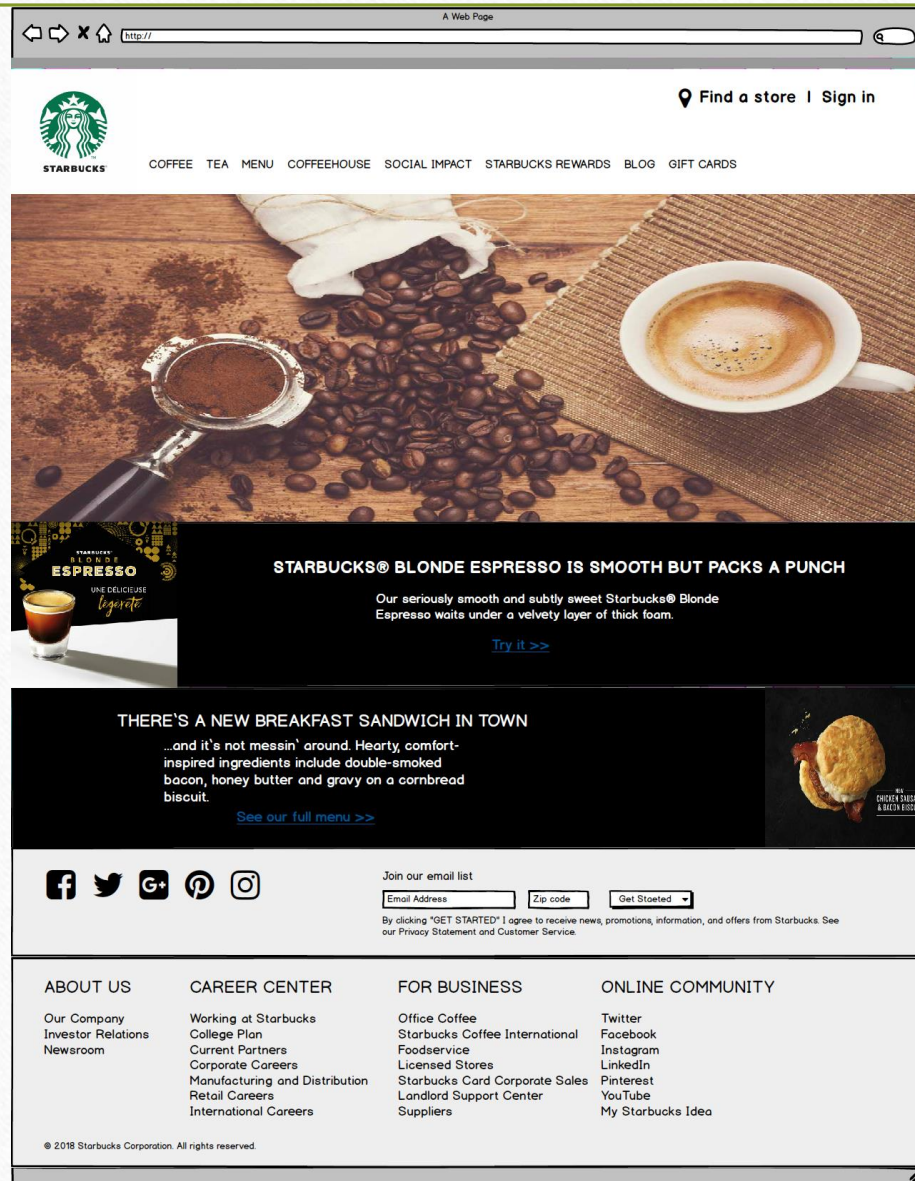 A Web Page
http://
Find a store | Sign in
STARBUCKS
COFFEE TEA MENU COFFEEHOUSE SOCIAL IMPACT STARBUCKS REWARDS BLOG GIFT CARDS
STARBUCKS
BLONDE
ESPRESSO
UNE DÉLICIEUSE
légèreté
STARBUCKS® BLONDE ESPRESSO IS SMOOTH BUT PACKS A PUNCH
Our seriously smooth and subtly sweet Starbucks® Blonde
Espresso waits under a velvety layer of thick foam.
Try it >>
THERE`S A NEW BREAKFAST SANDWICH IN TOWN
...and it`s not messin` around. Hearty, comfort-
inspired ingredients include double-smoked
bacon, honey butter and gravy on a cornbread
biscuit.
See our full menu >>
NEW
CHICKEN SAUSA
& BACON BISCU
G+
Join our email list
Email Address Zip code Get Staeted
By clicking "GET STARTED" I agree to receive news, promotions, information, and offers from Starbucks. See
our Privacy Statement and Customer Service.
ABOUT US
Our Company
Investor Relations
Newsroom
CAREER CENTER
Working at Starbucks
College Plan
Current Partners
Corporate Careers
Manufacturing and Distribution
Retail Careers
International Careers
FOR BUSINESS
Office Coffee
Starbucks Coffee International
Foodservice
Licensed Stores
Starbucks Card Corporate Sales
Landlord Support Center
Suppliers
ONLINE COMMUNITY
Twitter
Facebook
Instagram
LinkedIn
Pinterest
YouTube
My Starbucks Idea
© 2018 Starbucks Corporation. All rights reserved.